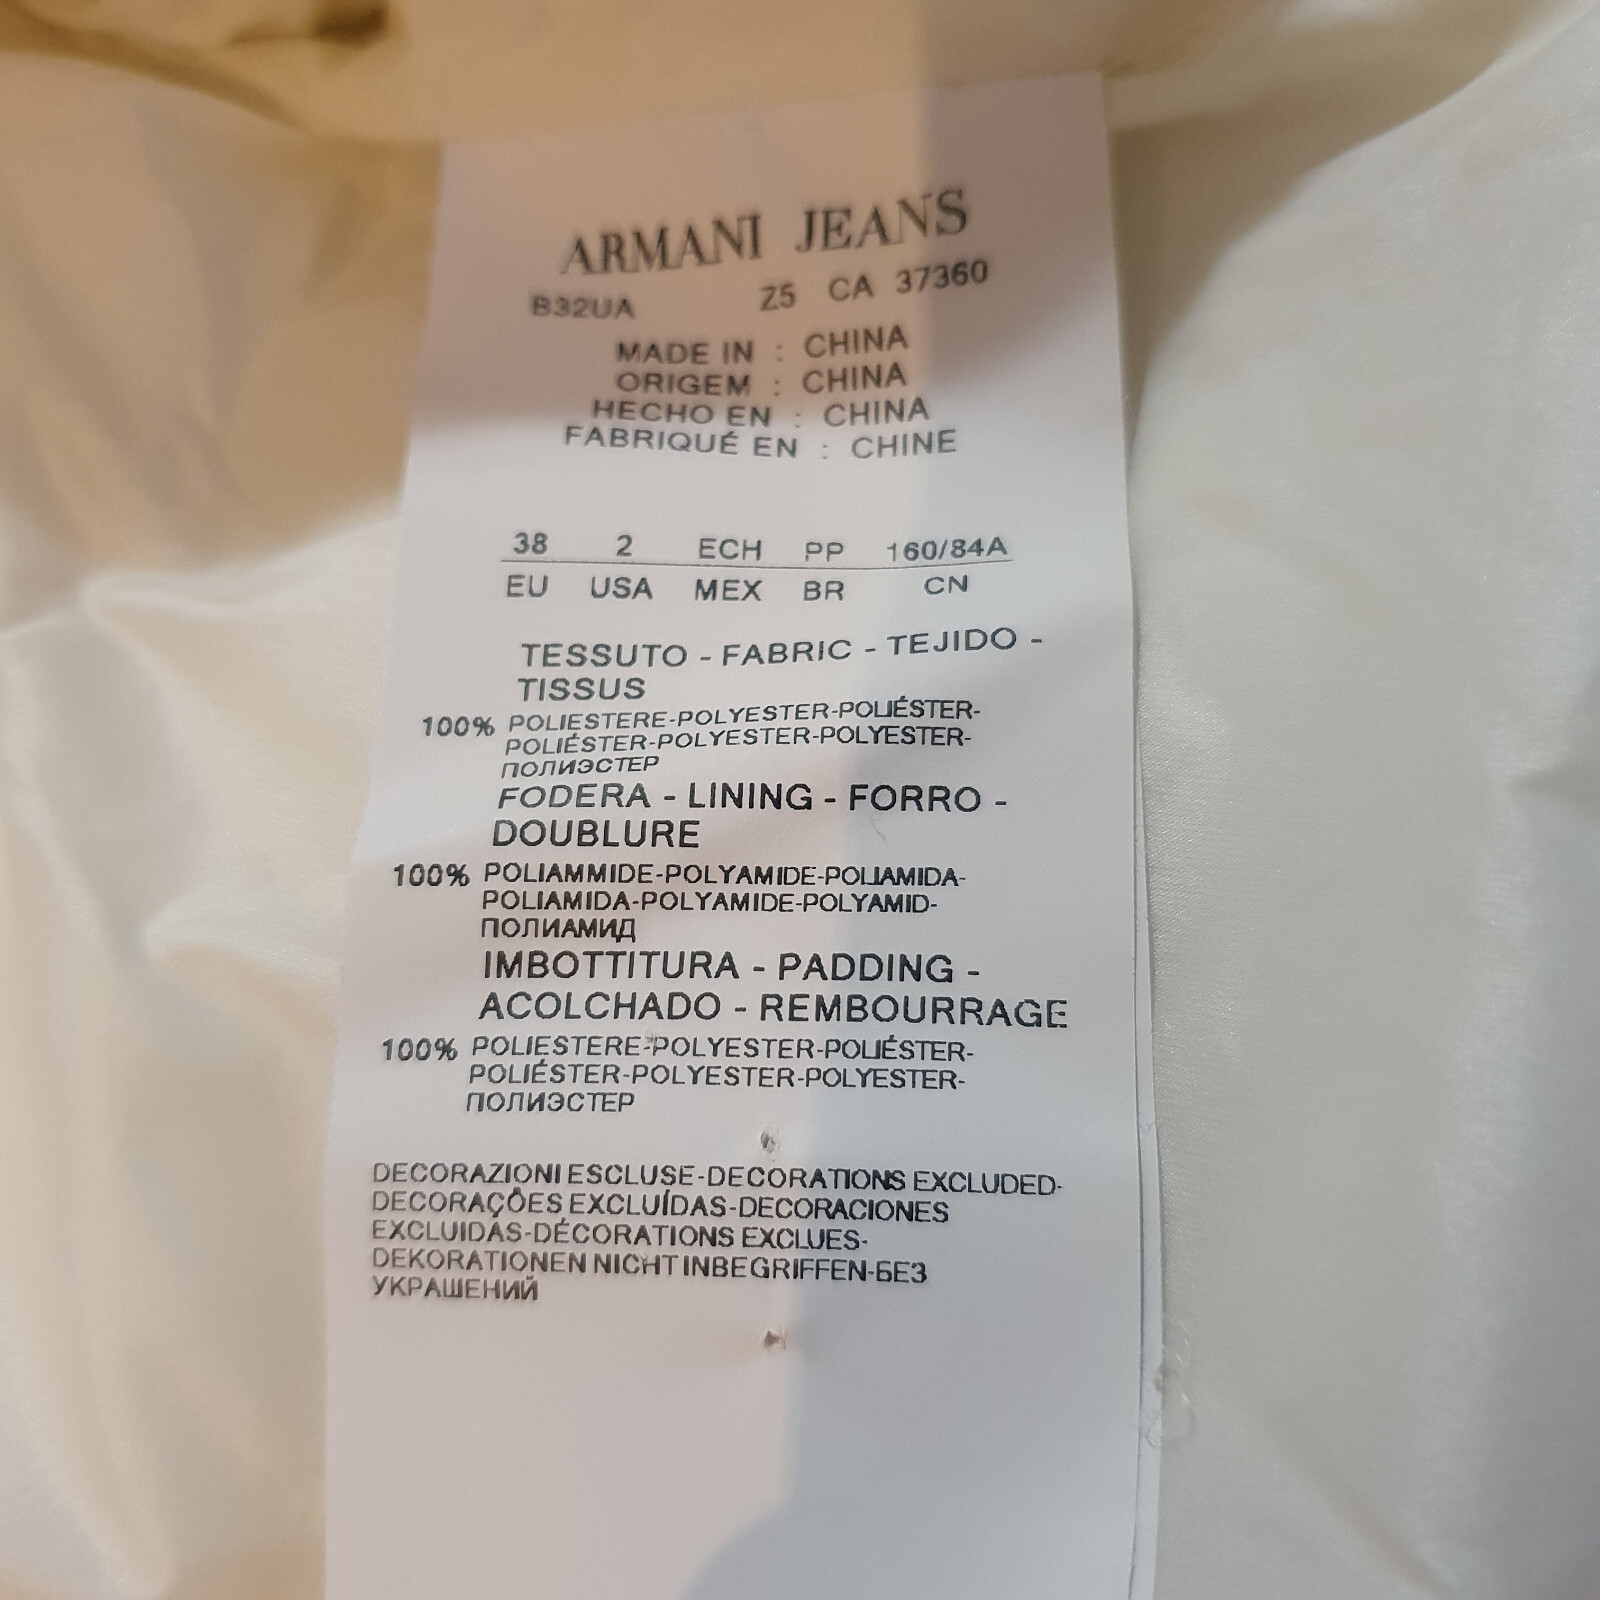 ARMANI JEANS
B32UA Z5 CA 37360
MADE IN : CHINA
ORIGEM : CHINA
HECHO EN : CHINA
FABRIQUÉ EN : CHINE
38 2 ECH PP 160/84A
EU USA MEX BR CN
TESSUTO - FABRIC - TEJIDO -
TISSUS
100% POLIESTERE-POLYESTER-POLIÉSTER-
POLIÉSTER-POLYESTER-POLYESTER-
ПОЛИЭСТЕР
FODERA - LINING - FORRO -
DOUBLURE
100% POLIAMMIDE-POLYAMIDE-POLIAMIDA-
POLIAMIDA-POLYAMIDE-POLYAMID-
ПОЛИАМИД
IMBOTTITURA - PADDING -
ACOLCHADO - REMBOURRAGE
100% POLIESTERE-POLYESTER-POLIÉSTER-
POLIÉSTER-POLYESTER-POLYESTER-
ПОЛИЭСТЕР
DECORAZIONI ESCLUSE-DECORATIONS EXCLUDED-
DECORAÇÕES EXCLUÍDAS-DECORACIONES
EXCLUIDAS-DÉCORATIONS EXCLUES-
DEKORATIONEN NICHT INBEGRIFFEN-БЕЗ
УКРАШЕНИЙ